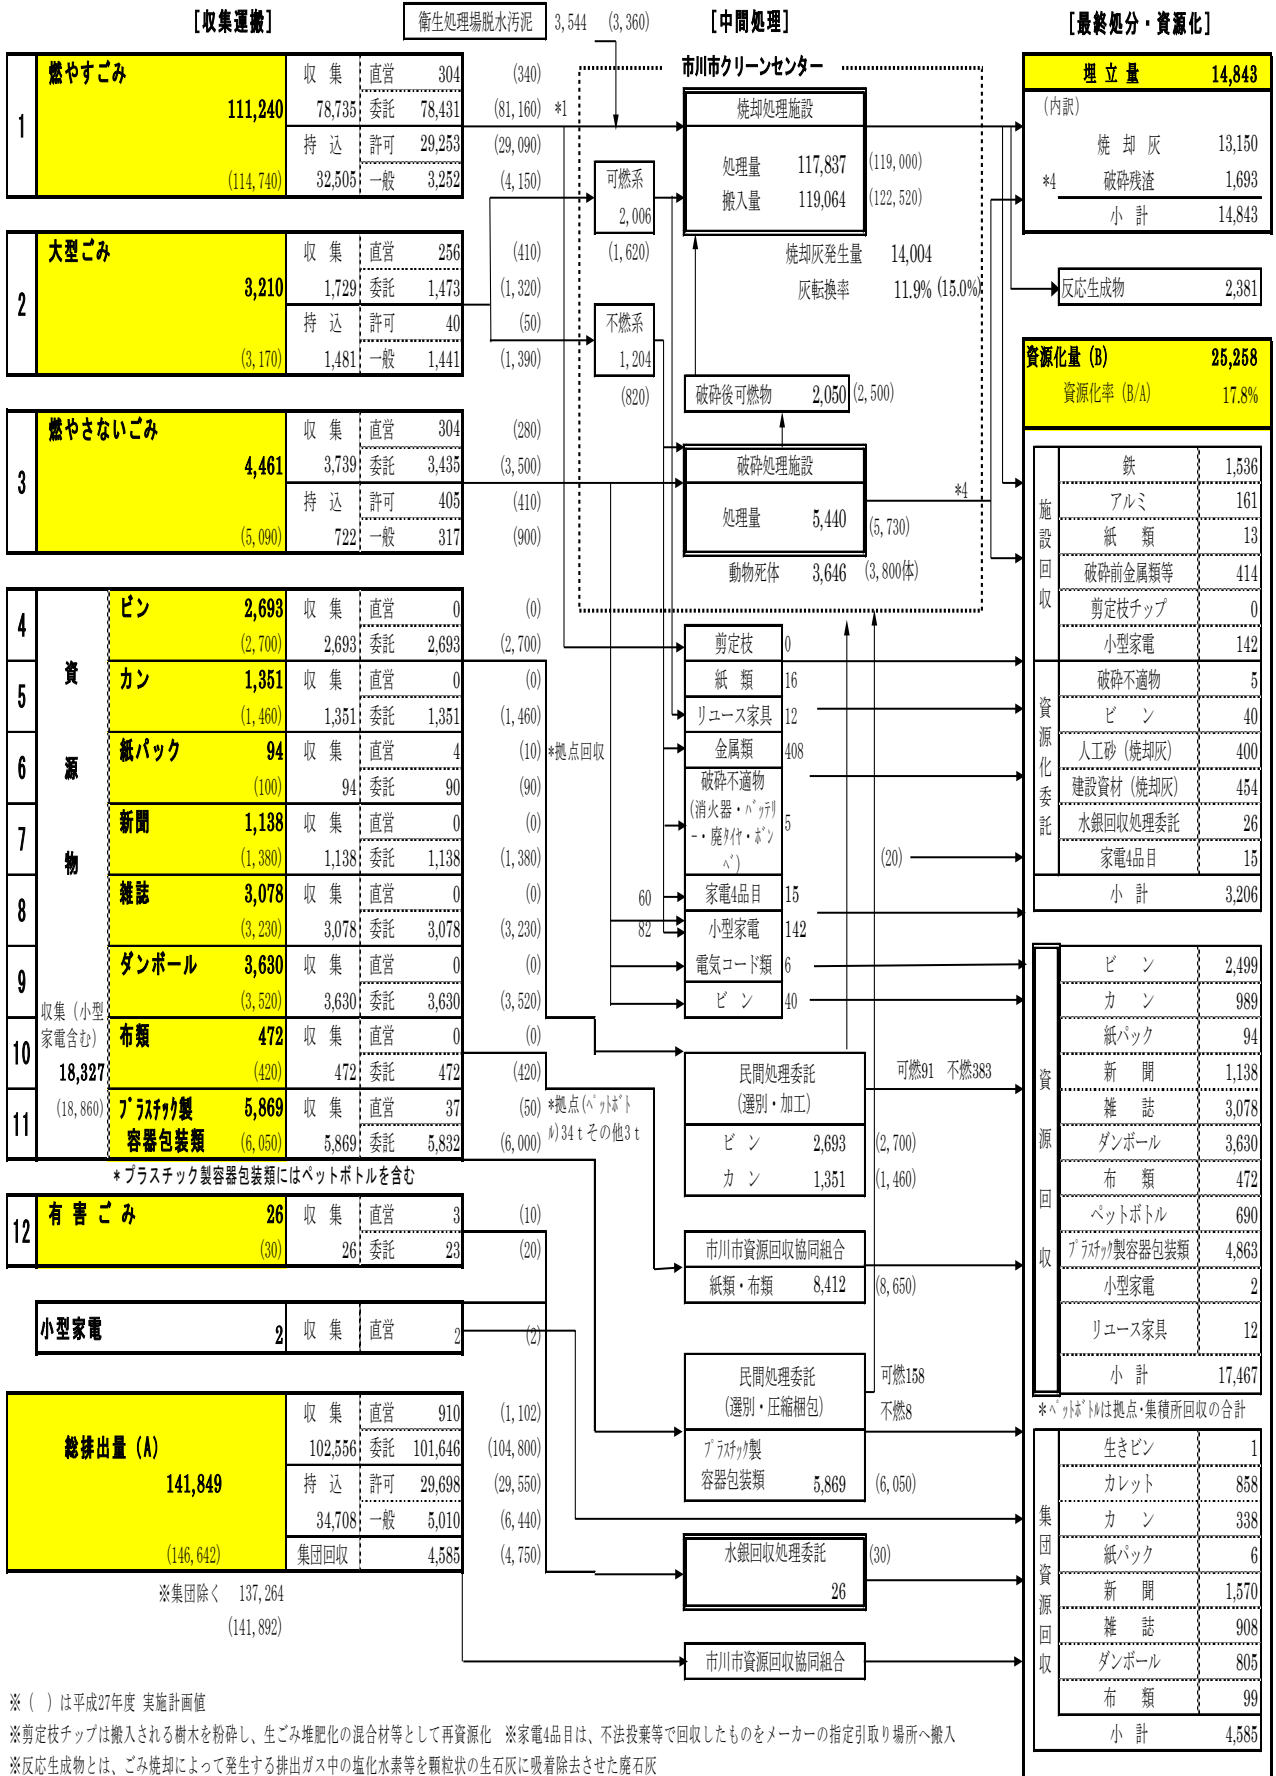 [収集運搬]
衛生処理場脱水汚泥 3,544 (3,360)
[中間処理]
[最終処分・資源化]
1 燃やすごみ 111,240 (114,740)
収集 78,735 直営 304 (340)
委託 78,431 (81,160) *1
持込 32,505 許可 29,253 (29,090)
一般 3,252 (4,150)
2 大型ごみ 3,210 (3,170)
収集 1,729 直営 256 (410)
委託 1,473 (1,320)
持込 1,481 許可 40 (50)
一般 1,441 (1,390)
3 燃やさないごみ 4,461 (5,090)
収集 3,739 直営 304 (280)
委託 3,435 (3,500)
持込 722 許可 405 (410)
一般 317 (900)
資源物
収集（小型家電含む）
18,327
(18,860)
4 ビン 2,693 (2,700) 収集 2,693 直営 0 (0) 委託 2,693 (2,700)
5 カン 1,351 (1,460) 収集 1,351 直営 0 (0) 委託 1,351 (1,460)
6 紙パック 94 (100) 収集 94 直営 4 (10) *拠点回収 委託 90 (90)
7 新聞 1,138 (1,380) 収集 1,138 直営 0 (0) 委託 1,138 (1,380)
8 雑誌 3,078 (3,230) 収集 3,078 直営 0 (0) 委託 3,078 (3,230)
9 ダンボール 3,630 (3,520) 収集 3,630 直営 0 (0) 委託 3,630 (3,520)
10 布類 472 (420) 収集 472 直営 0 (0) 委託 472 (420)
11 プラスチック製容器包装類 5,869 (6,050) 収集 5,869 直営 37 (50) 委託 5,832 (6,000)
*拠点(ペットボトル)34ｔその他3ｔ
*プラスチック製容器包装類にはペットボトルを含む
12 有害ごみ 26 (30) 収集 26 直営 3 (10) 委託 23 (20)
小型家電 2 収集 直営 2 (2)
総排出量（A） 141,849 (146,642)
収集 102,556 直営 910 (1,102)
委託 101,646 (104,800)
持込 34,708 許可 29,698 (29,550)
一般 5,010 (6,440)
集団回収 4,585 (4,750)
※集団除く 137,264
(141,892)
市川市クリーンセンター
焼却処理施設
処理量 117,837 (119,000)
搬入量 119,064 (122,520)
焼却灰発生量 14,004
灰転換率 11.9% (15.0%)
可燃系 2,006
(1,620)
不燃系 1,204
(820)
破砕後可燃物 2,050 (2,500)
破砕処理施設
処理量 5,440 (5,730)
*4
動物死体 3,646 (3,800体)
剪定枝 0
紙類 16
リユース家具 12
金属類 408
破砕不適物(消火器・バッテリー・廃タイヤ・ボンベ) 5
(20)
家電4品目 15
60
小型家電 142
82
電気コード類 6
ビン 40
民間処理委託
(選別・加工)
可燃91 不燃383
ビン 2,693 (2,700)
カン 1,351 (1,460)
市川市資源回収協同組合
紙類・布類 8,412 (8,650)
民間処理委託
(選別・圧縮梱包)
可燃158
不燃8
プラスチック製
容器包装類 5,869 (6,050)
水銀回収処理委託 (30)
26
市川市資源回収協同組合
埋立量 14,843
(内訳)
焼却灰 13,150
*4 破砕残渣 1,693
小計 14,843
反応生成物 2,381
資源化量（B） 25,258
資源化率（B/A） 17.8%
施設回収
鉄 1,536
アルミ 161
紙類 13
破砕前金属類等 414
剪定枝チップ 0
小型家電 142
資源化委託
破砕不適物 5
ビン 40
人工砂（焼却灰） 400
建設資材（焼却灰） 454
水銀回収処理委託 26
家電4品目 15
小計 3,206
資源回収
ビン 2,499
カン 989
紙パック 94
新聞 1,138
雑誌 3,078
ダンボール 3,630
布類 472
ペットボトル 690
プラスチック製容器包装類 4,863
小型家電 2
リユース家具 12
小計 17,467
*ペットボトルは拠点・集積所回収の合計
集団資源回収
生きビン 1
カレット 858
カン 338
紙パック 6
新聞 1,570
雑誌 908
ダンボール 805
布類 99
小計 4,585
※（ ）は平成27年度 実施計画値
※剪定枝チップは搬入される樹木を粉砕し、生ごみ堆肥化の混合材等として再資源化 ※家電4品目は、不法投棄等で回収したものをメーカーの指定引取り場所へ搬入
※反応生成物とは、ごみ焼却によって発生する排出ガス中の塩化水素等を顆粒状の生石灰に吸着除去させた廃石灰